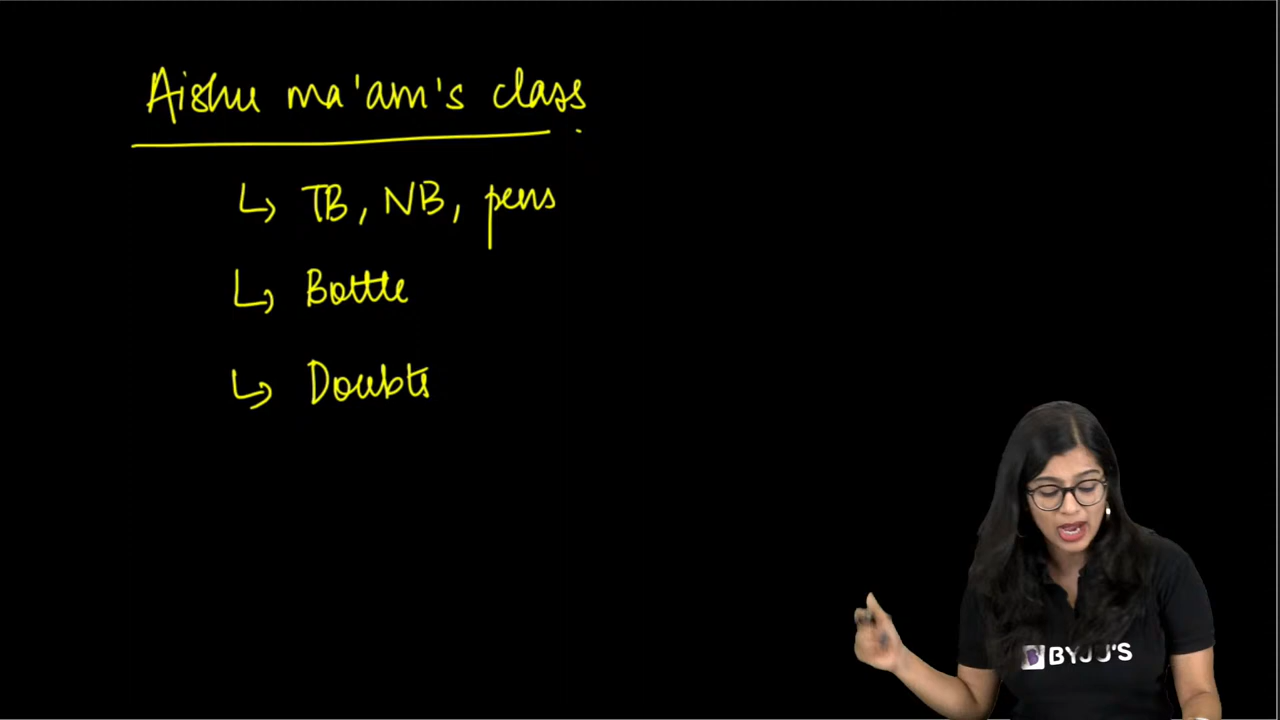 Aishu ma'am's class
↳ TB, NB, pens
↳ Bottle
↳ Doubts
BYJU'S